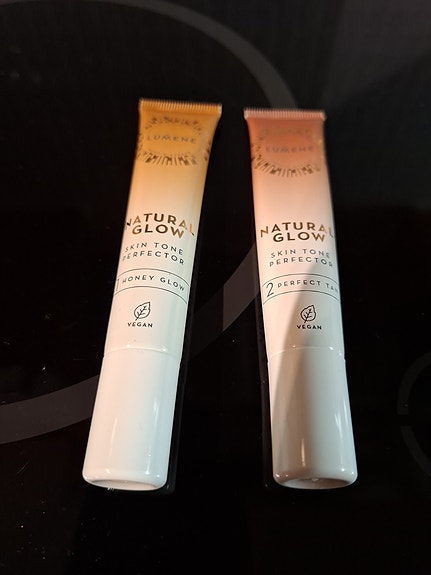 LUMENE
NATURAL
GLOW
SKIN TONE
PERFECTOR
HONEY GLOW
VEGAN
LUMENE
NATURAL
GLOW
SKIN TONE
PERFECTOR
2 PERFECT TAN
VEGAN